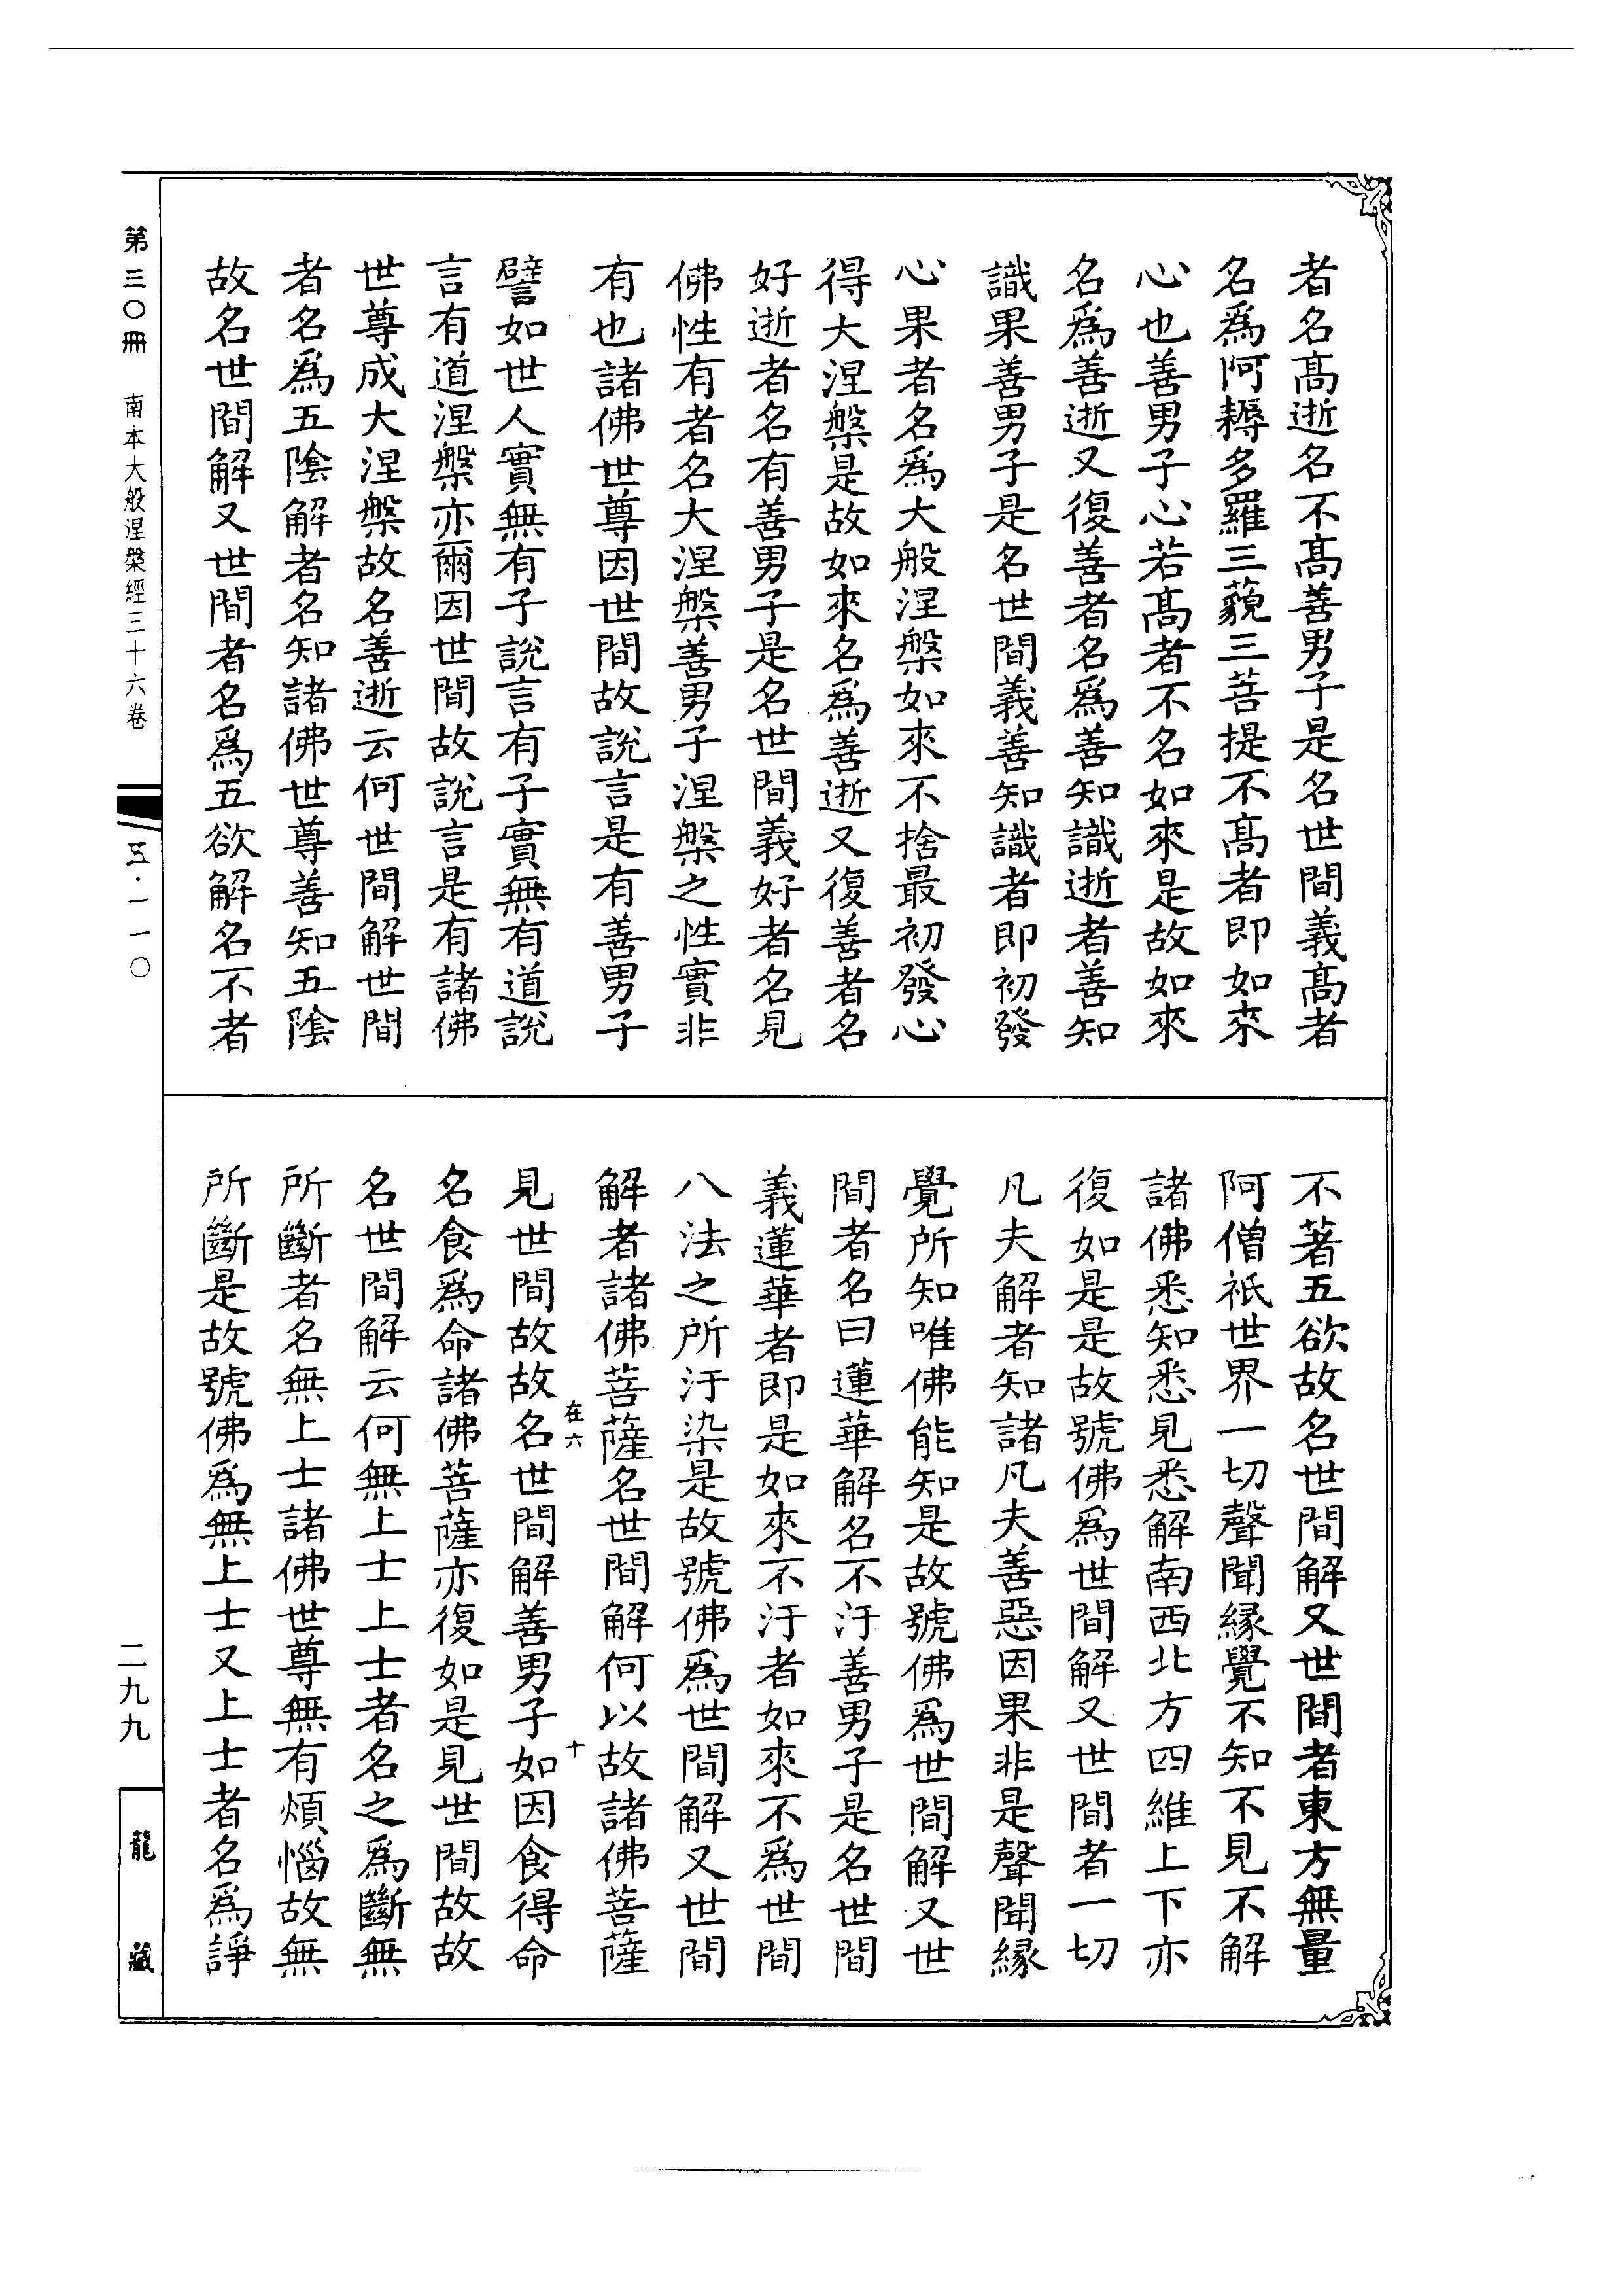 者名髙逝名不髙善男子是名世間義髙者
名為阿耨多羅三藐三菩提不髙者即如來
心也善男子心若髙者不名如來是故如來
名為善逝又復善者名為善知識逝者善知
識果善男子是名世間義善知識者即初發
心果者名為大般涅槃如來不捨最初發心
得大涅槃是故如來名為善逝又復善者名
好逝者名有善男子是名世間義好者名見
佛性有者名大涅槃善男子涅槃之性實非
有也諸佛世尊因世間故說言是有善男子
譬如世人實無有子說言有子實無有道說
言有道涅槃亦爾因世間故說言是有諸佛
世尊成大涅槃故名善逝云何世間解世間
者名為五陰解者名知諸佛世尊善知五陰
故名世間解又世間者名為五欲解名不著
不著五欲故名世間解又世間者東方無量
阿僧祇世界一切聲聞緣覺不知不見不解
諸佛悉知悉見悉解南西北方四維上下亦
復如是是故號佛為世間解又世間者一切
凡夫解者知諸凡夫善惡因果非是聲聞緣
覺所知唯佛能知是故號佛為世間解又世
間者名曰蓮華解名不汙善男子是名世間
義蓮華者即是如來不汙者如來不為世間
八法之所汙染是故號佛為世間解又世間
解者諸佛菩薩名世間解何以故諸佛菩薩
在六
十
見世間故故名世間解善男子如因食得命
名食為命諸佛菩薩亦復如是見世間故故
名世間解云何無上士上士者名之為斷無
所斷者名無上士諸佛世尊無有煩惱故無
所斷是故號佛為無上士又上士者名為諍
第三〇冊 南本大般涅槃經三十六卷
五·一一〇
二九九
龍藏